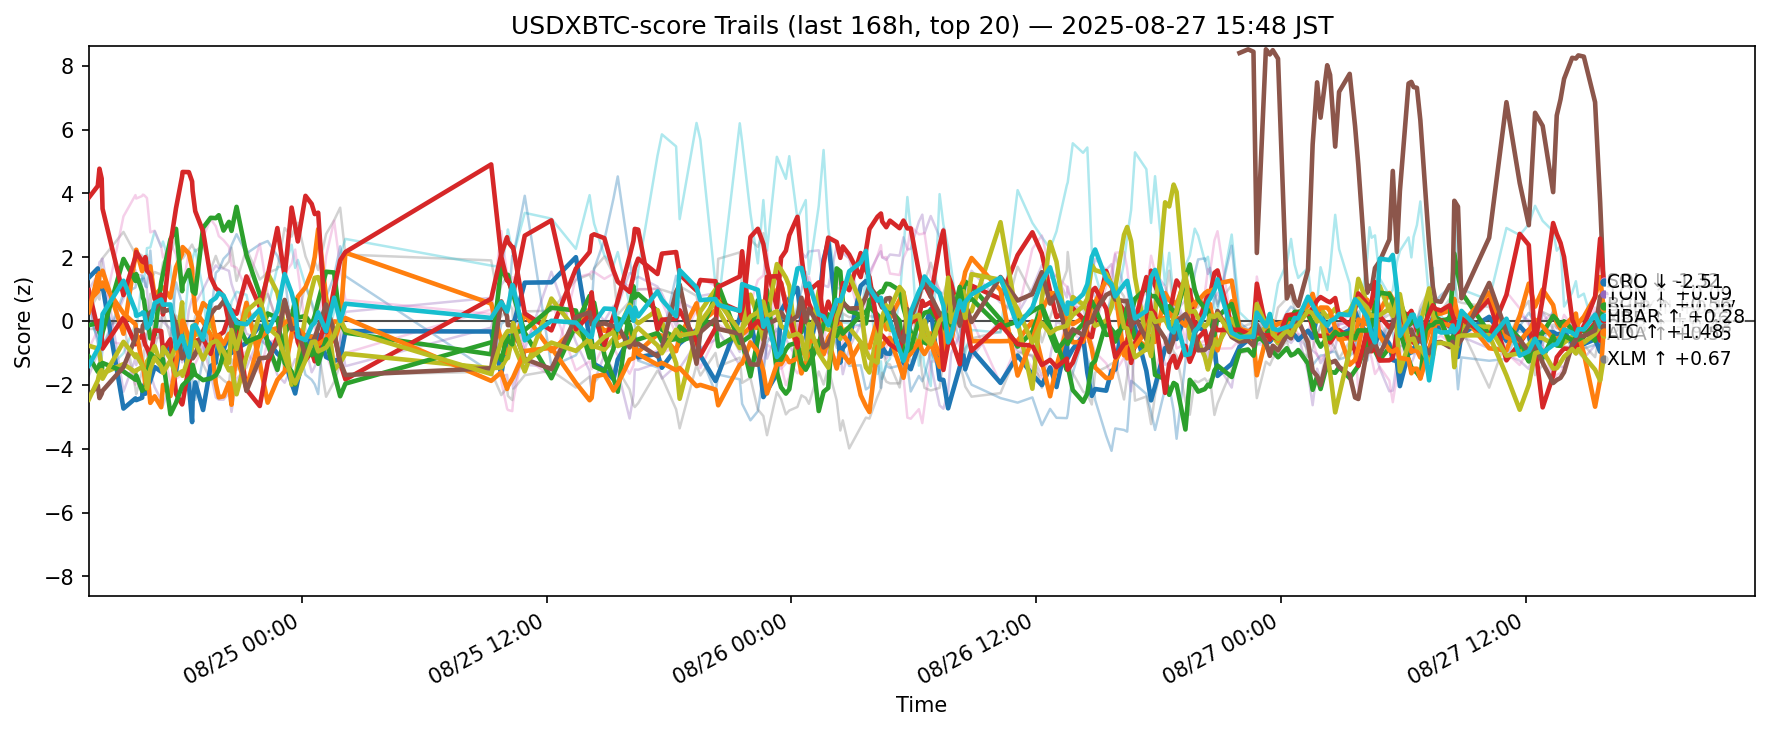 USDXBTC-score Trails (last 168h, top 20) — 2025-08-27 15:48 JST
Score (z)
8
6
4
2
0
−2
−4
−6
−8
CRO ↓ -2.51
TON ↑ +0.69
HBAR ↑ +0.28
LTC ↑ +1.48
XLM ↑ +0.67
08/25 00:00
08/25 12:00
08/26 00:00
08/26 12:00
08/27 00:00
08/27 12:00
Time